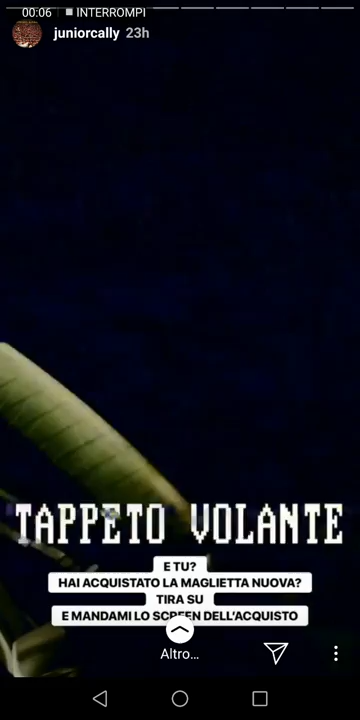 00:06 INTERROMPI
juniorcally 23h
TAPPETO VOLANTE
E TU?
HAI ACQUISTATO LA MAGLIETTA NUOVA?
TIRA SU
E MANDAMI LO SCREEN DELL'ACQUISTO
Altro...